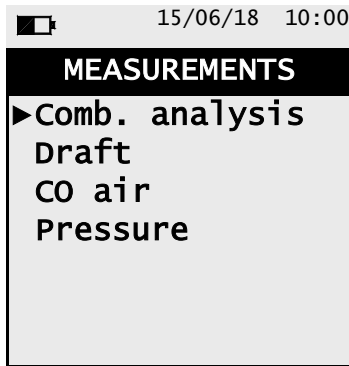 15/06/18 10:00
MEASUREMENTS
▶Comb. analysis
Draft
CO air
Pressure